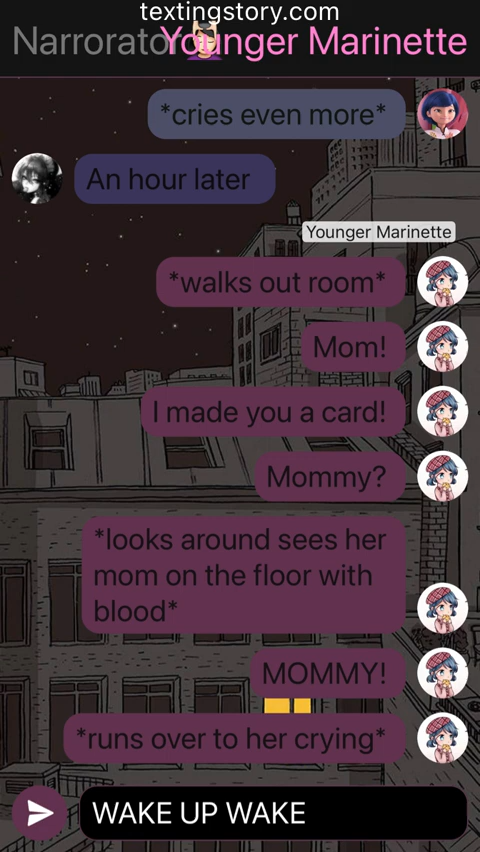 textingstory.com
Narrorator
Younger Marinette
*cries even more*
An hour later
Younger Marinette
*walks out room*
Mom!
I made you a card!
Mommy?
*looks around sees her
mom on the floor with
blood*
MOMMY!
*runs over to her crying*
WAKE UP WAKE